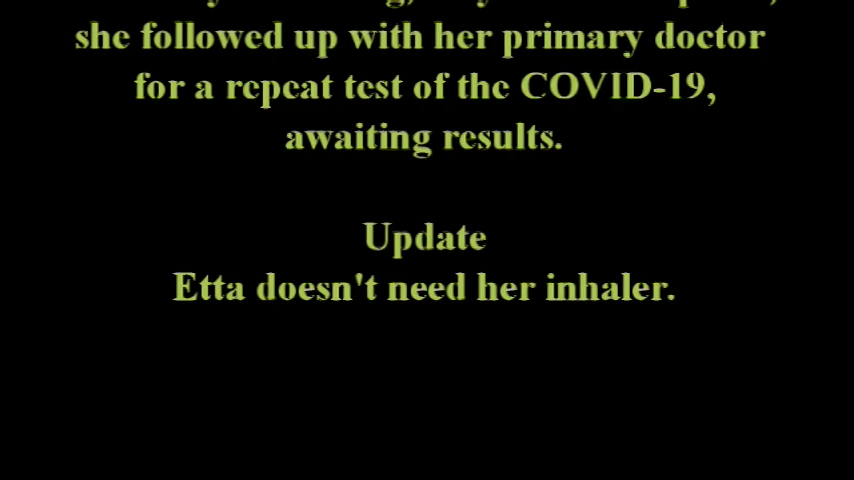 she followed up with her primary doctor
for a repeat test of the COVID-19,
awaiting results.
Update
Etta doesn't need her inhaler.